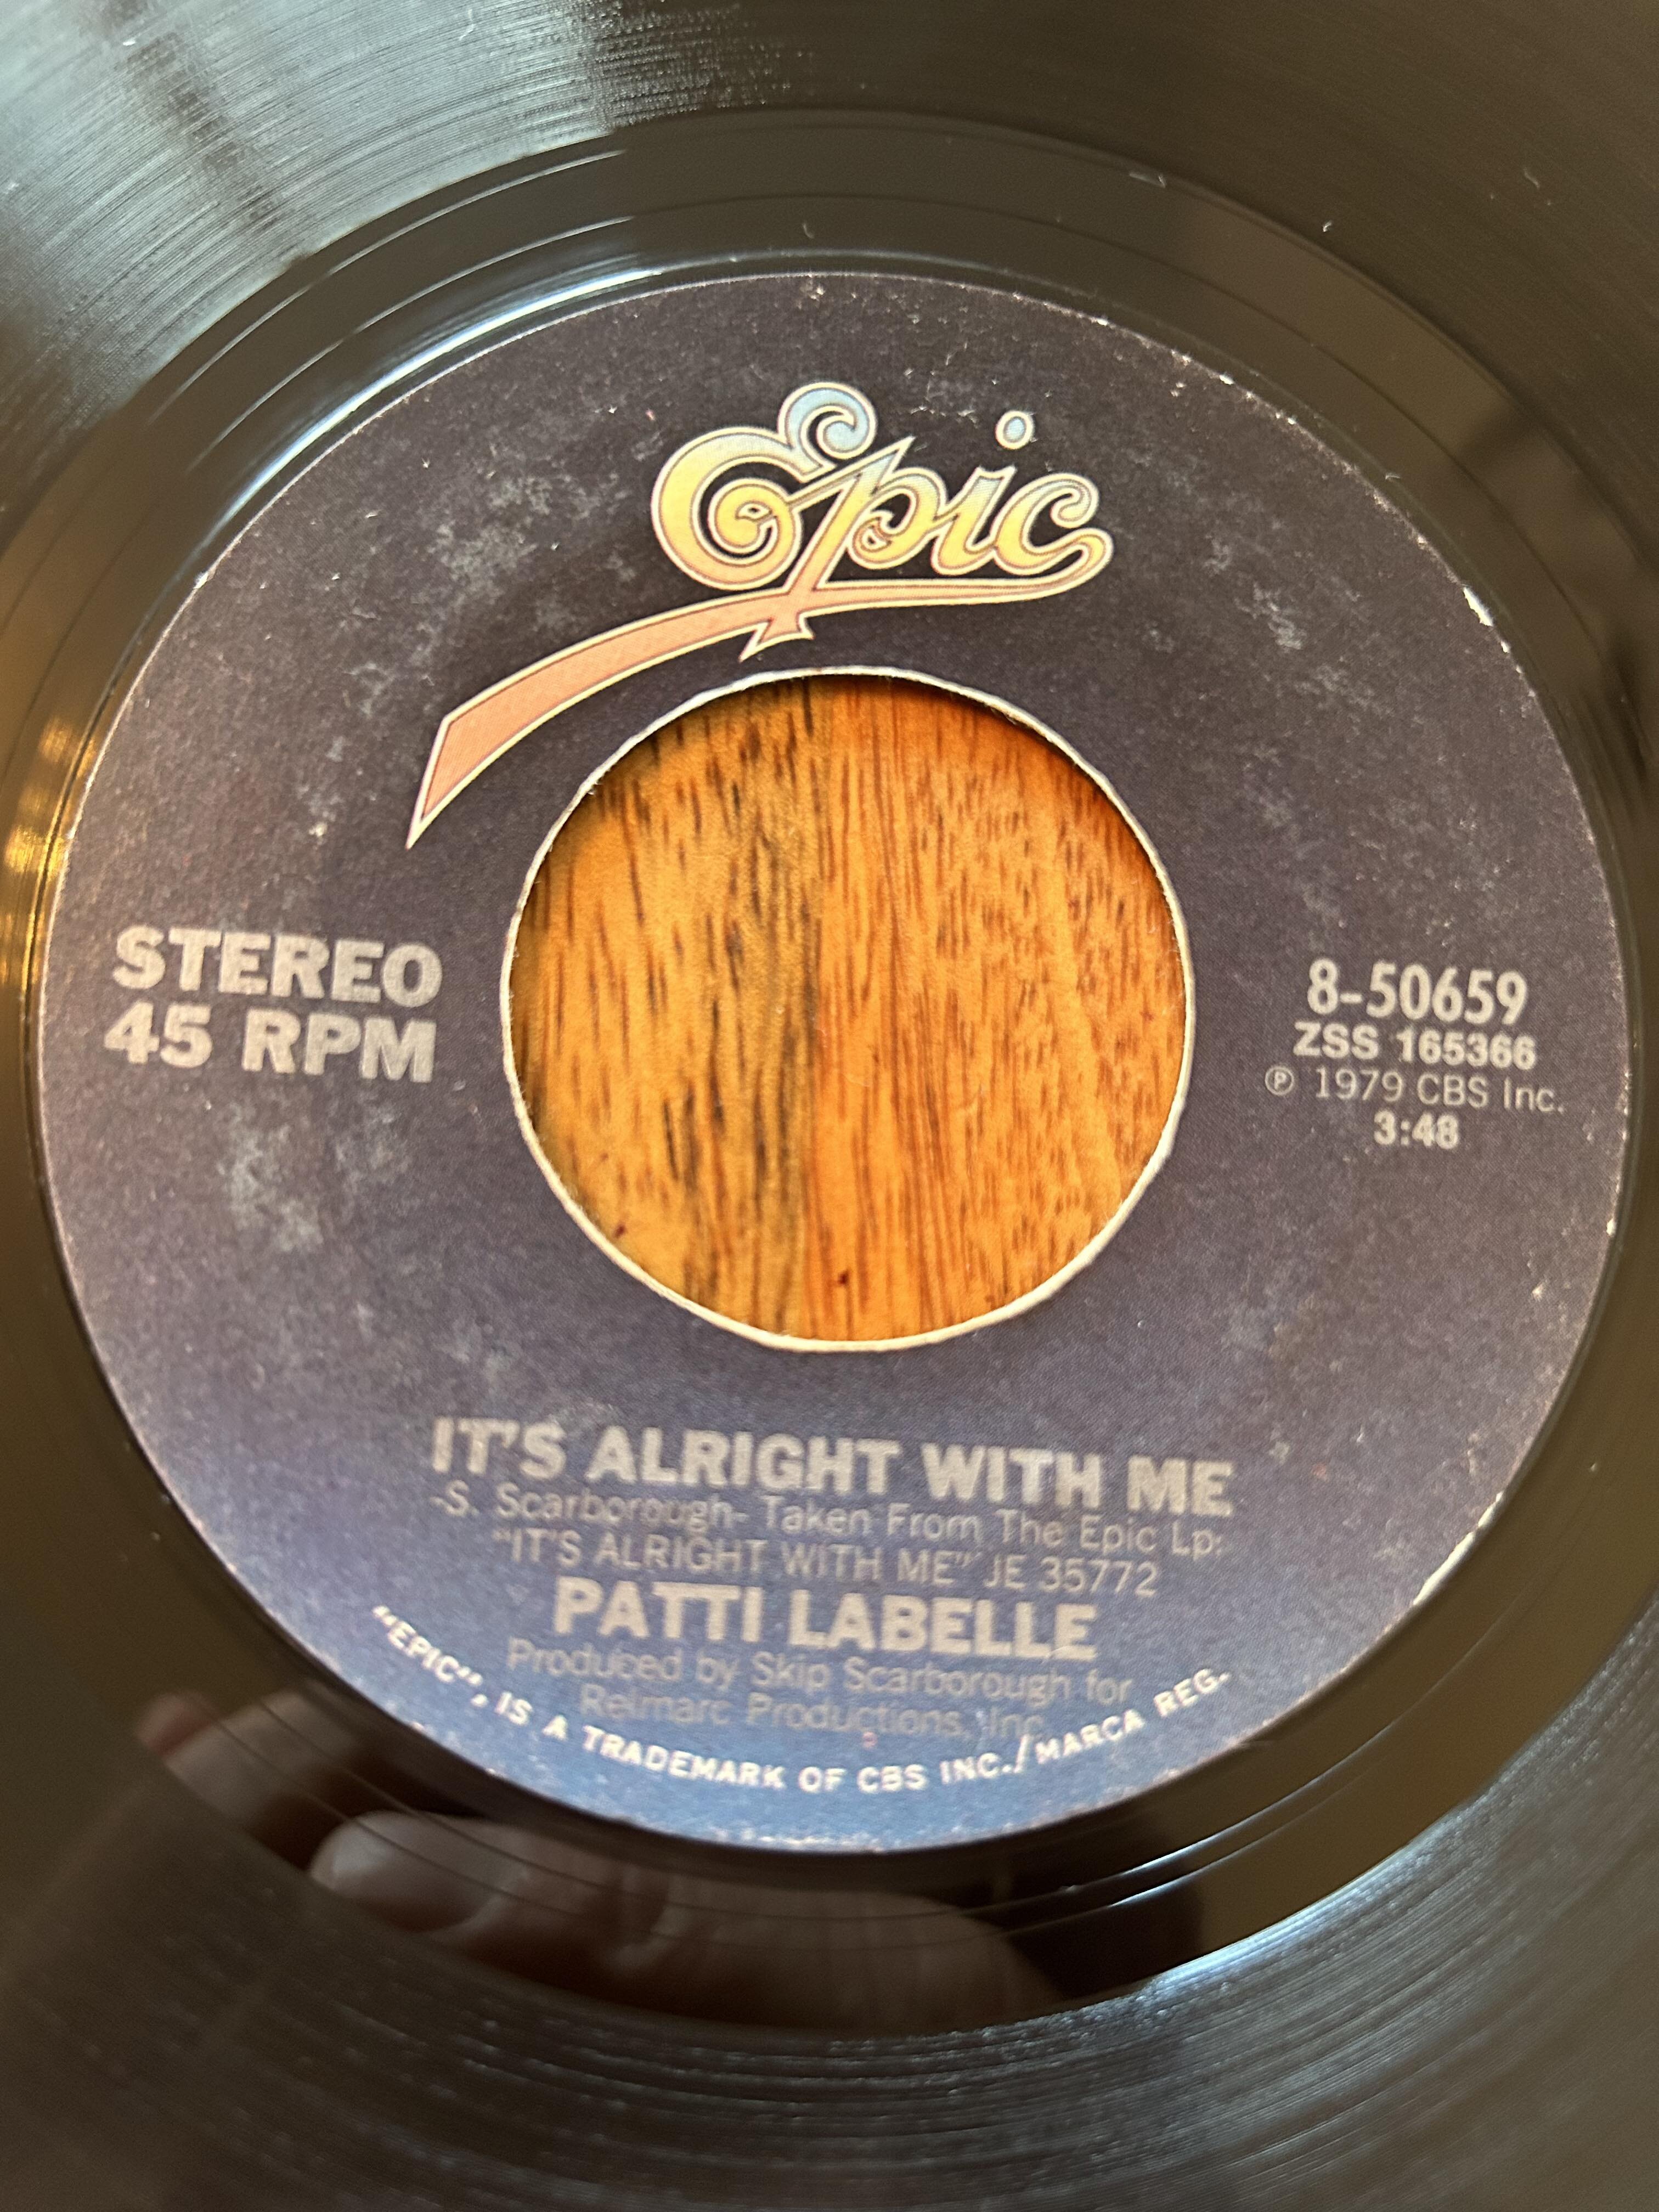 Epic
STEREO
45 RPM
8-50659
ZSS 165366
Ⓟ 1979 CBS Inc.
3:48
IT'S ALRIGHT WITH ME
-S. Scarborough- Taken From The Epic Lp:
"IT'S ALRIGHT WITH ME" JE 35772
PATTI LABELLE
Produced by Skip Scarborough for
Relmarc Productions, Inc.
"EPIC", IS A TRADEMARK OF CBS INC./MARCA REG.